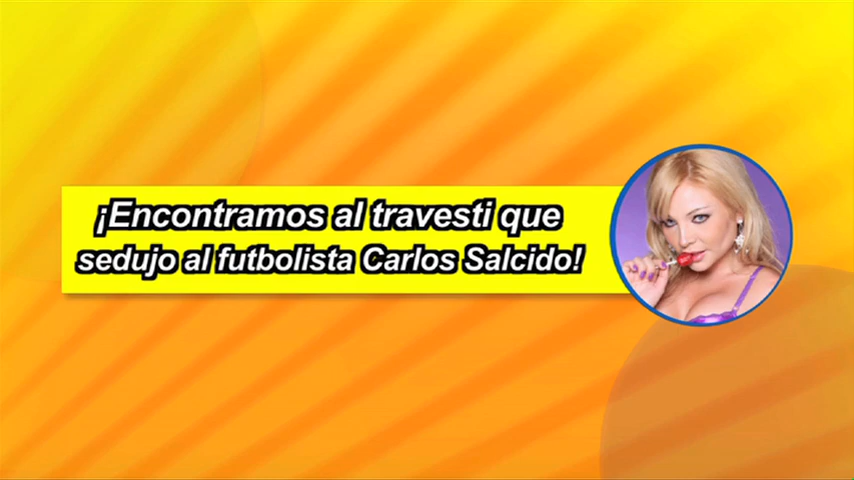 ¡Encontramos al travesti que
sedujo al futbolista Carlos Salcido!